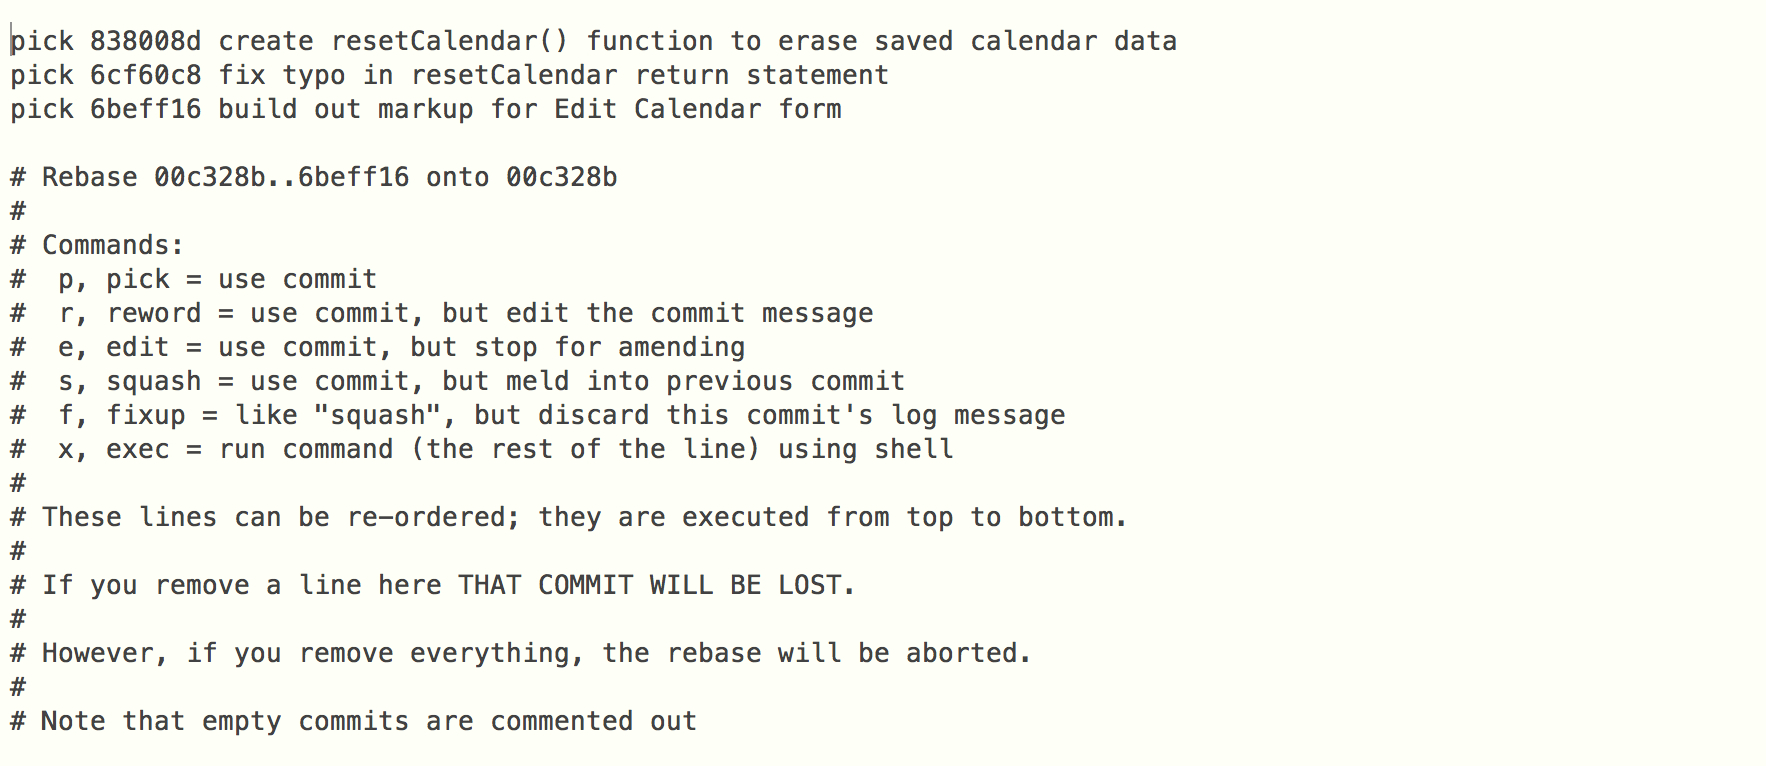 pick 838008d create resetCalendar() function to erase saved calendar data
pick 6cf60c8 fix typo in resetCalendar return statement
pick 6beff16 build out markup for Edit Calendar form
# Rebase 00c328b..6beff16 onto 00c328b
#
# Commands:
#  p, pick = use commit
#  r, reword = use commit, but edit the commit message
#  e, edit = use commit, but stop for amending
#  s, squash = use commit, but meld into previous commit
#  f, fixup = like "squash", but discard this commit's log message
#  x, exec = run command (the rest of the line) using shell
#
# These lines can be re-ordered; they are executed from top to bottom.
#
# If you remove a line here THAT COMMIT WILL BE LOST.
#
# However, if you remove everything, the rebase will be aborted.
#
# Note that empty commits are commented out